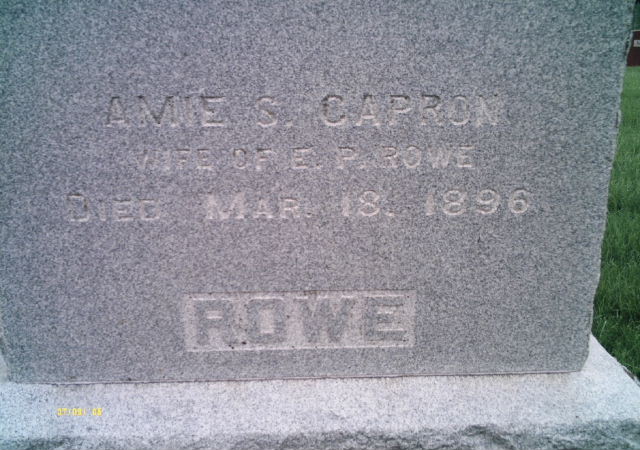 AMIE S. CAPRON
WIFE OF E. P. ROWE
DIED MAR. 18. 1896
ROWE